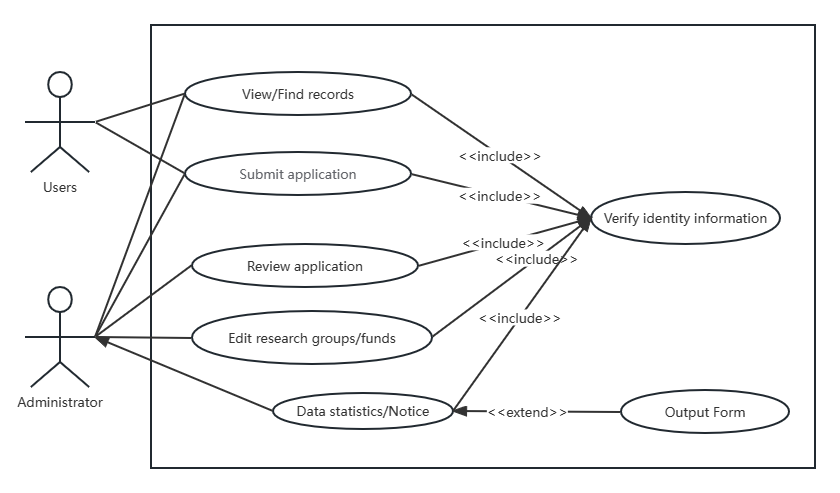 View/Find records
<<include>>
Submit application
Users
<<include>>
Verify identity information
<<include>>
<<include>>
Review application
<<include>>
Edit research groups/funds
Administrator
Data statistics/Notice
<<extend>>
Output Form